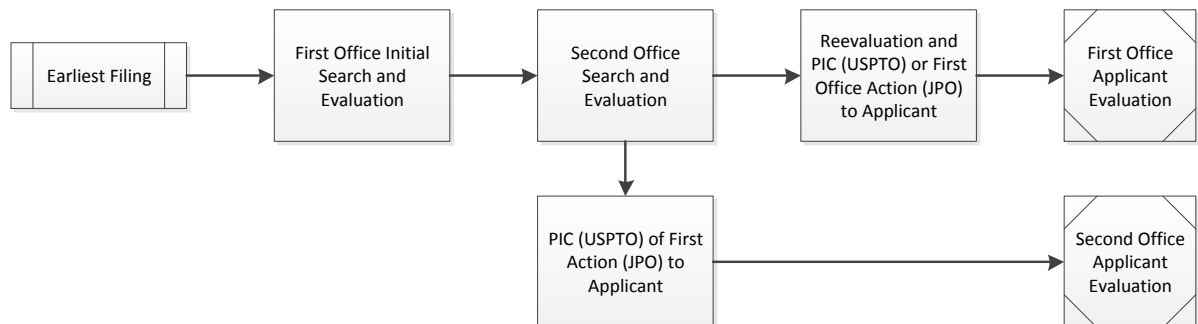 Earliest Filing
First Office Initial
Search and
Evaluation
Second Office
Search and
Evaluation
Reevaluation and
PIC (USPTO) or First
Office Action (JPO)
to Applicant
First Office
Applicant
Evaluation
PIC (USPTO) of First
Action (JPO) to
Applicant
Second Office
Applicant
Evaluation